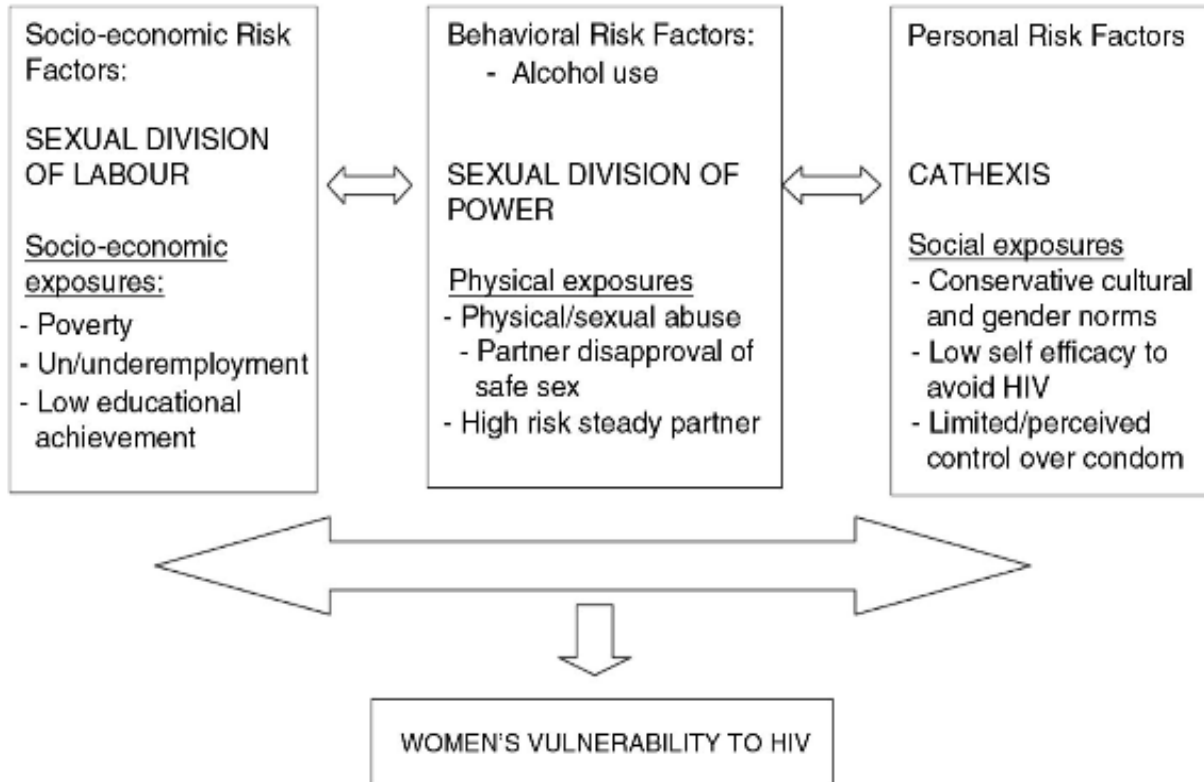 Socio-economic Risk
Factors:
SEXUAL DIVISION
OF LABOUR
Socio-economic
exposures:
- Poverty
- Un/underemployment
- Low educational
achievement
Behavioral Risk Factors:
- Alcohol use
SEXUAL DIVISION OF
POWER
Physical exposures
- Physical/sexual abuse
- Partner disapproval of
safe sex
- High risk steady partner
Personal Risk Factors
CATHEXIS
Social exposures
- Conservative cultural
and gender norms
- Low self efficacy to
avoid HIV
- Limited/perceived
control over condom
WOMEN'S VULNERABILITY TO HIV